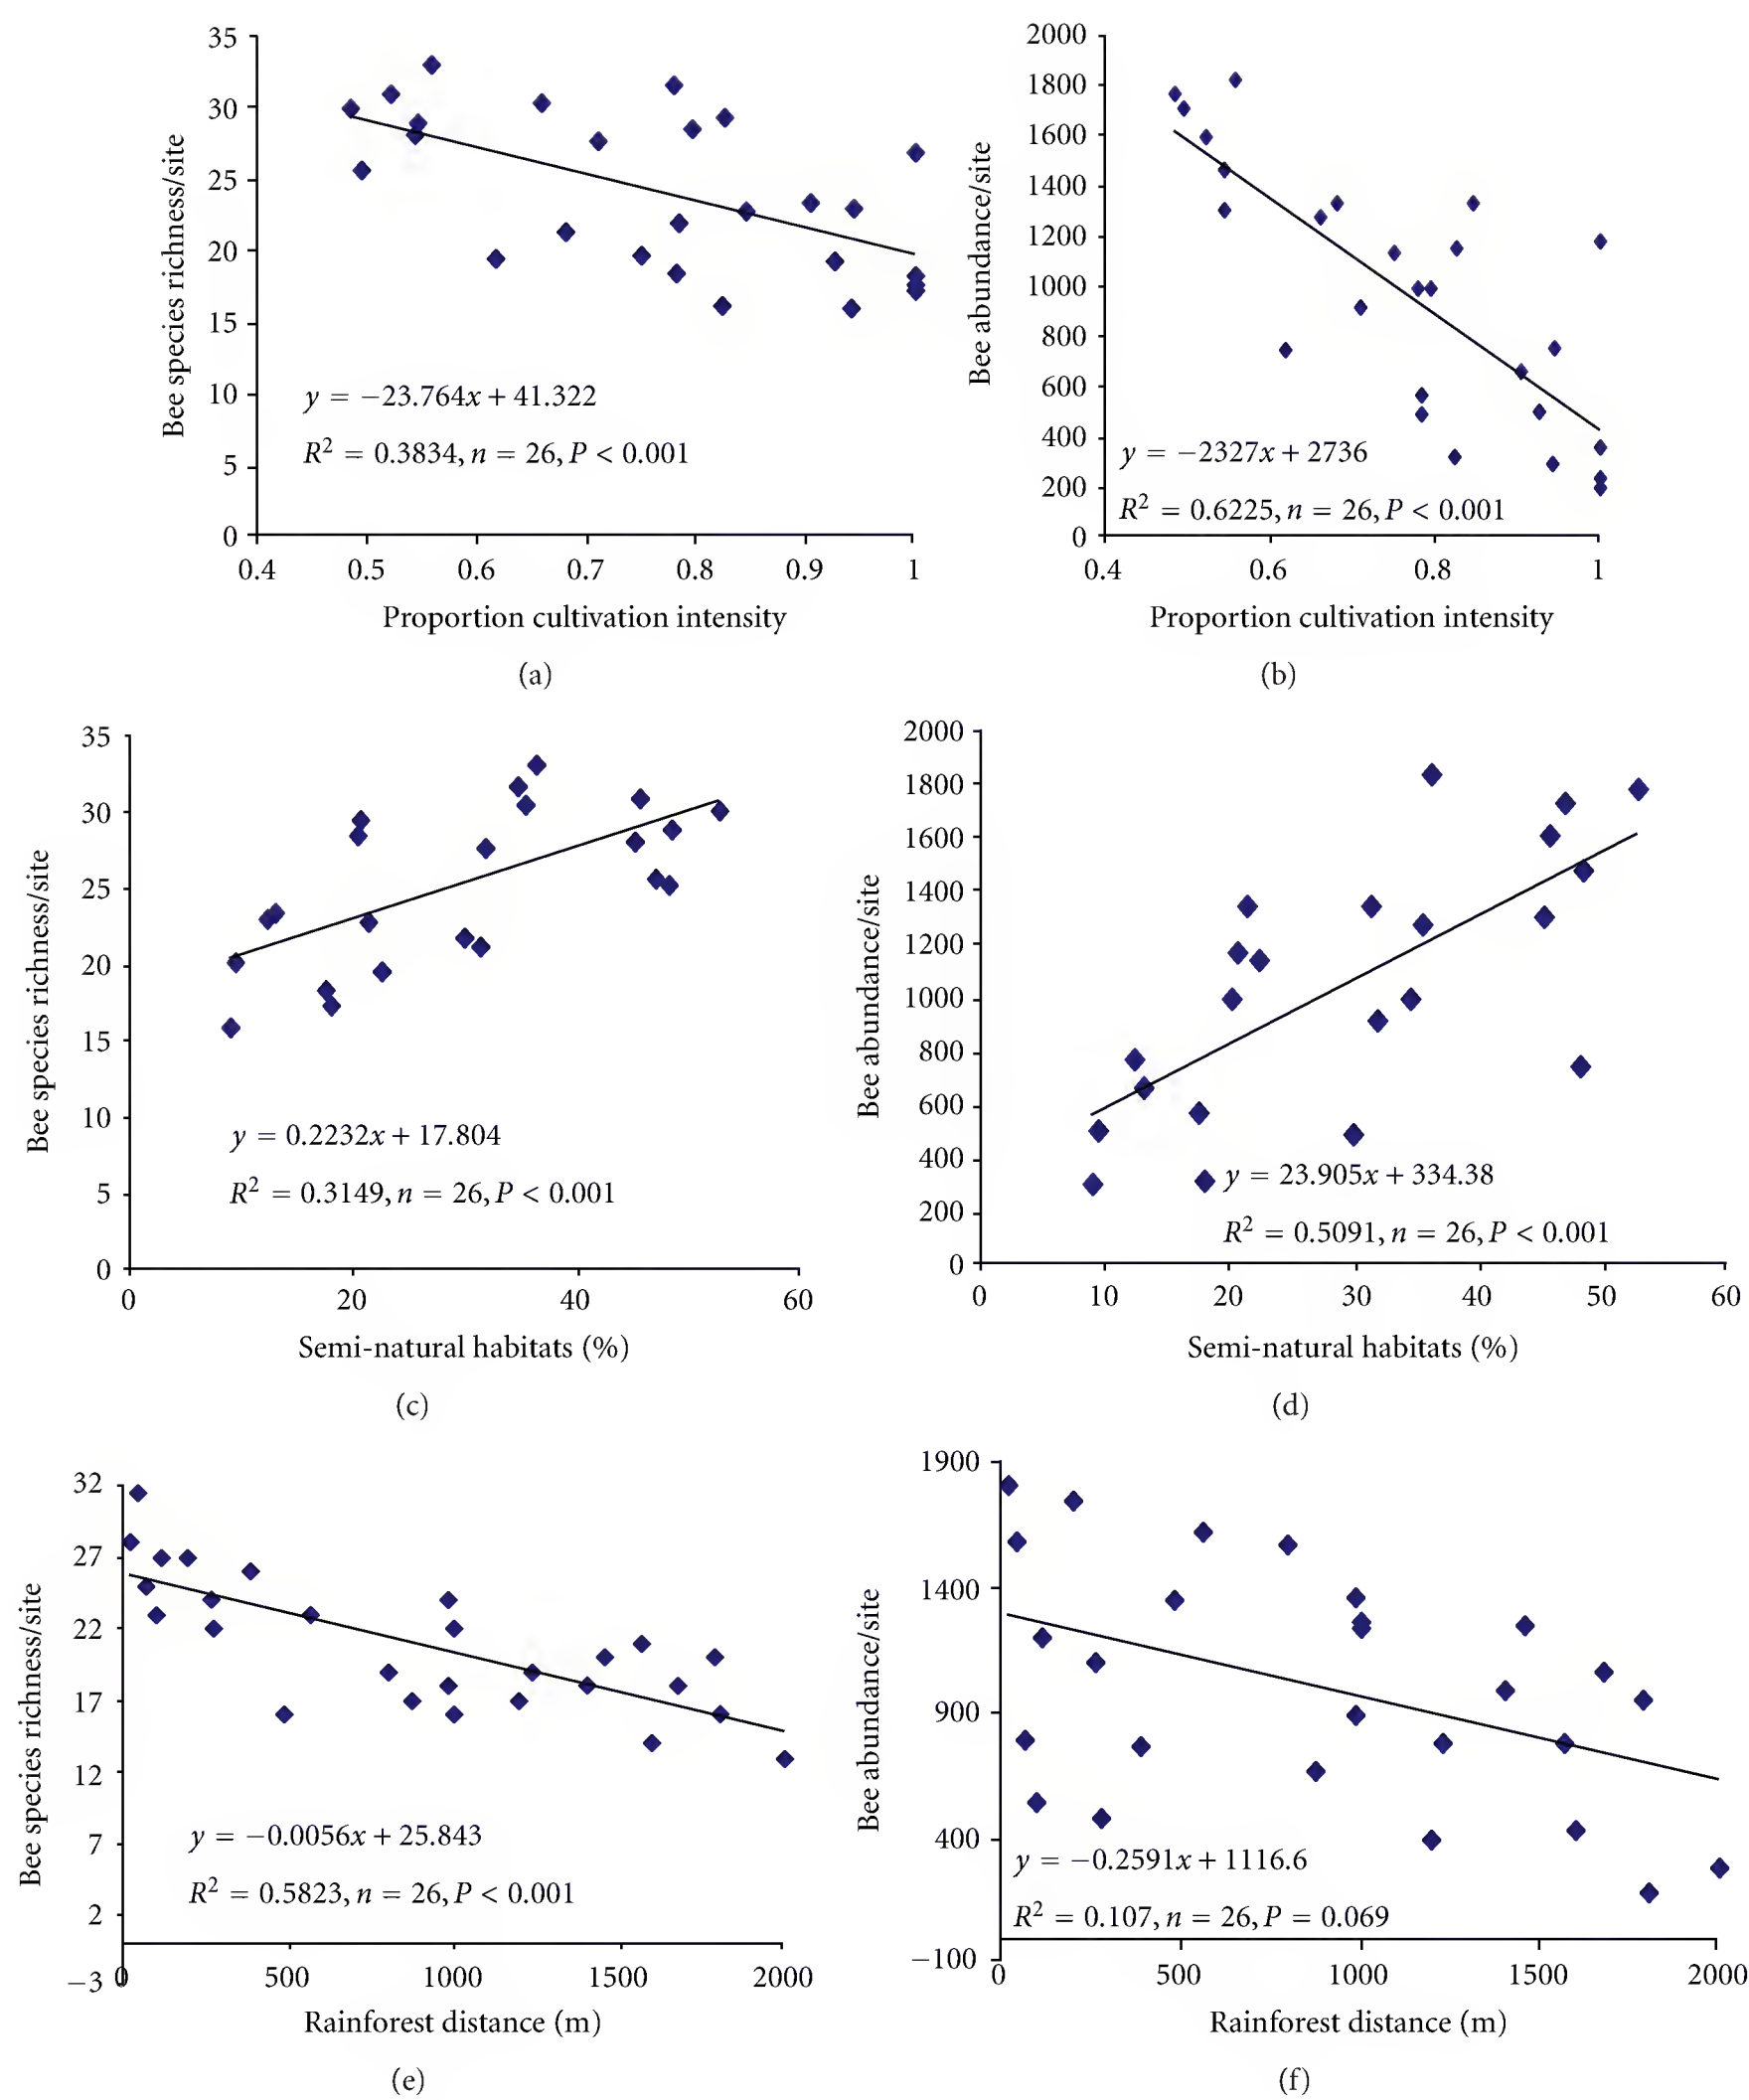 35
30
25
20
15
10
5
0
Bee species richness/site
y = −23.764x + 41.322
R² = 0.3834, n = 26, P < 0.001
0.4 0.5 0.6 0.7 0.8 0.9 1
Proportion cultivation intensity
(a)
2000
1800
1600
1400
1200
1000
800
600
400
200
0
Bee abundance/site
y = −2327x + 2736
R² = 0.6225, n = 26, P < 0.001
0.4 0.6 0.8 1
Proportion cultivation intensity
(b)
35
30
25
20
15
10
5
0
Bee species richness/site
y = 0.2232x + 17.804
R² = 0.3149, n = 26, P < 0.001
0 20 40 60
Semi-natural habitats (%)
(c)
2000
1800
1600
1400
1200
1000
800
600
400
200
0
Bee abundance/site
y = 23.905x + 334.38
R² = 0.5091, n = 26, P < 0.001
0 10 20 30 40 50 60
Semi-natural habitats (%)
(d)
32
27
22
17
12
7
2
−3
Bee species richness/site
y = −0.0056x + 25.843
R² = 0.5823, n = 26, P < 0.001
0 500 1000 1500 2000
Rainforest distance (m)
(e)
1900
1400
900
400
−100
Bee abundance/site
y = −0.2591x + 1116.6
R² = 0.107, n = 26, P = 0.069
0 500 1000 1500 2000
Rainforest distance (m)
(f)